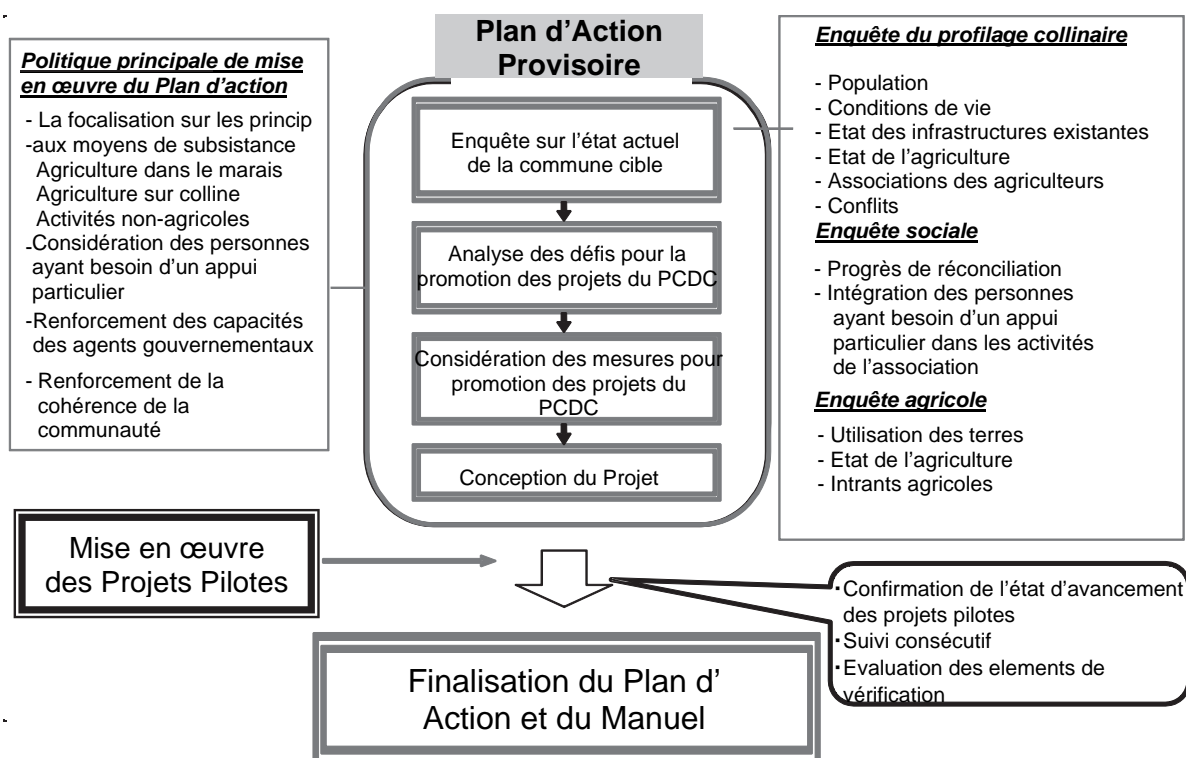 Plan d'Action
Provisoire
Politique principale de mise
en œuvre du Plan d'action
- La focalisation sur les princip
-aux moyens de subsistance
Agriculture dans le marais
Agriculture sur colline
Activités non-agricoles
-Considération des personnes
ayant besoin d'un appui
particulier
-Renforcement des capacités
des agents gouvernementaux
- Renforcement de la
cohérence de la
communauté
Enquête sur l'état actuel
de la commune cible
Analyse des défis pour la
promotion des projets du PCDC
Considération des mesures pour
promotion des projets du
PCDC
Conception du Projet
Enquête du profilage collinaire
- Population
- Conditions de vie
- Etat des infrastructures existantes
- Etat de l'agriculture
- Associations des agriculteurs
- Conflits
Enquête sociale
- Progrès de réconciliation
- Intégration des personnes
ayant besoin d'un appui
particulier dans les activités
de l'association
Enquête agricole
- Utilisation des terres
- Etat de l'agriculture
- Intrants agricoles
Mise en œuvre
des Projets Pilotes
·Confirmation de l'état d'avancement
des projets pilotes
·Suivi consécutif
·Evaluation des elements de
vérification
Finalisation du Plan d'
Action et du Manuel